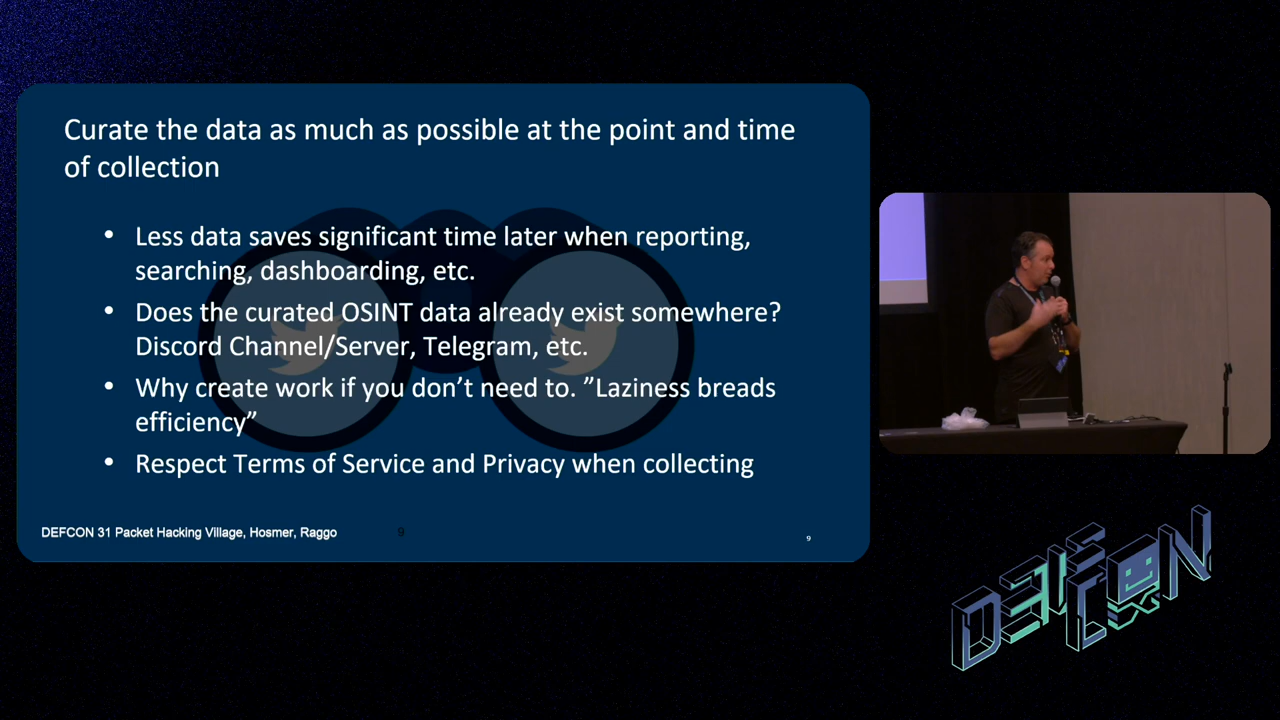 Curate the data as much as possible at the point and time
of collection
• Less data saves significant time later when reporting,
searching, dashboarding, etc.
• Does the curated OSINT data already exist somewhere?
Discord Channel/Server, Telegram, etc.
• Why create work if you don’t need to. ”Laziness breads
efficiency”
• Respect Terms of Service and Privacy when collecting
DEFCON 31 Packet Hacking Village, Hosmer, Raggo 9
9
DEFCON